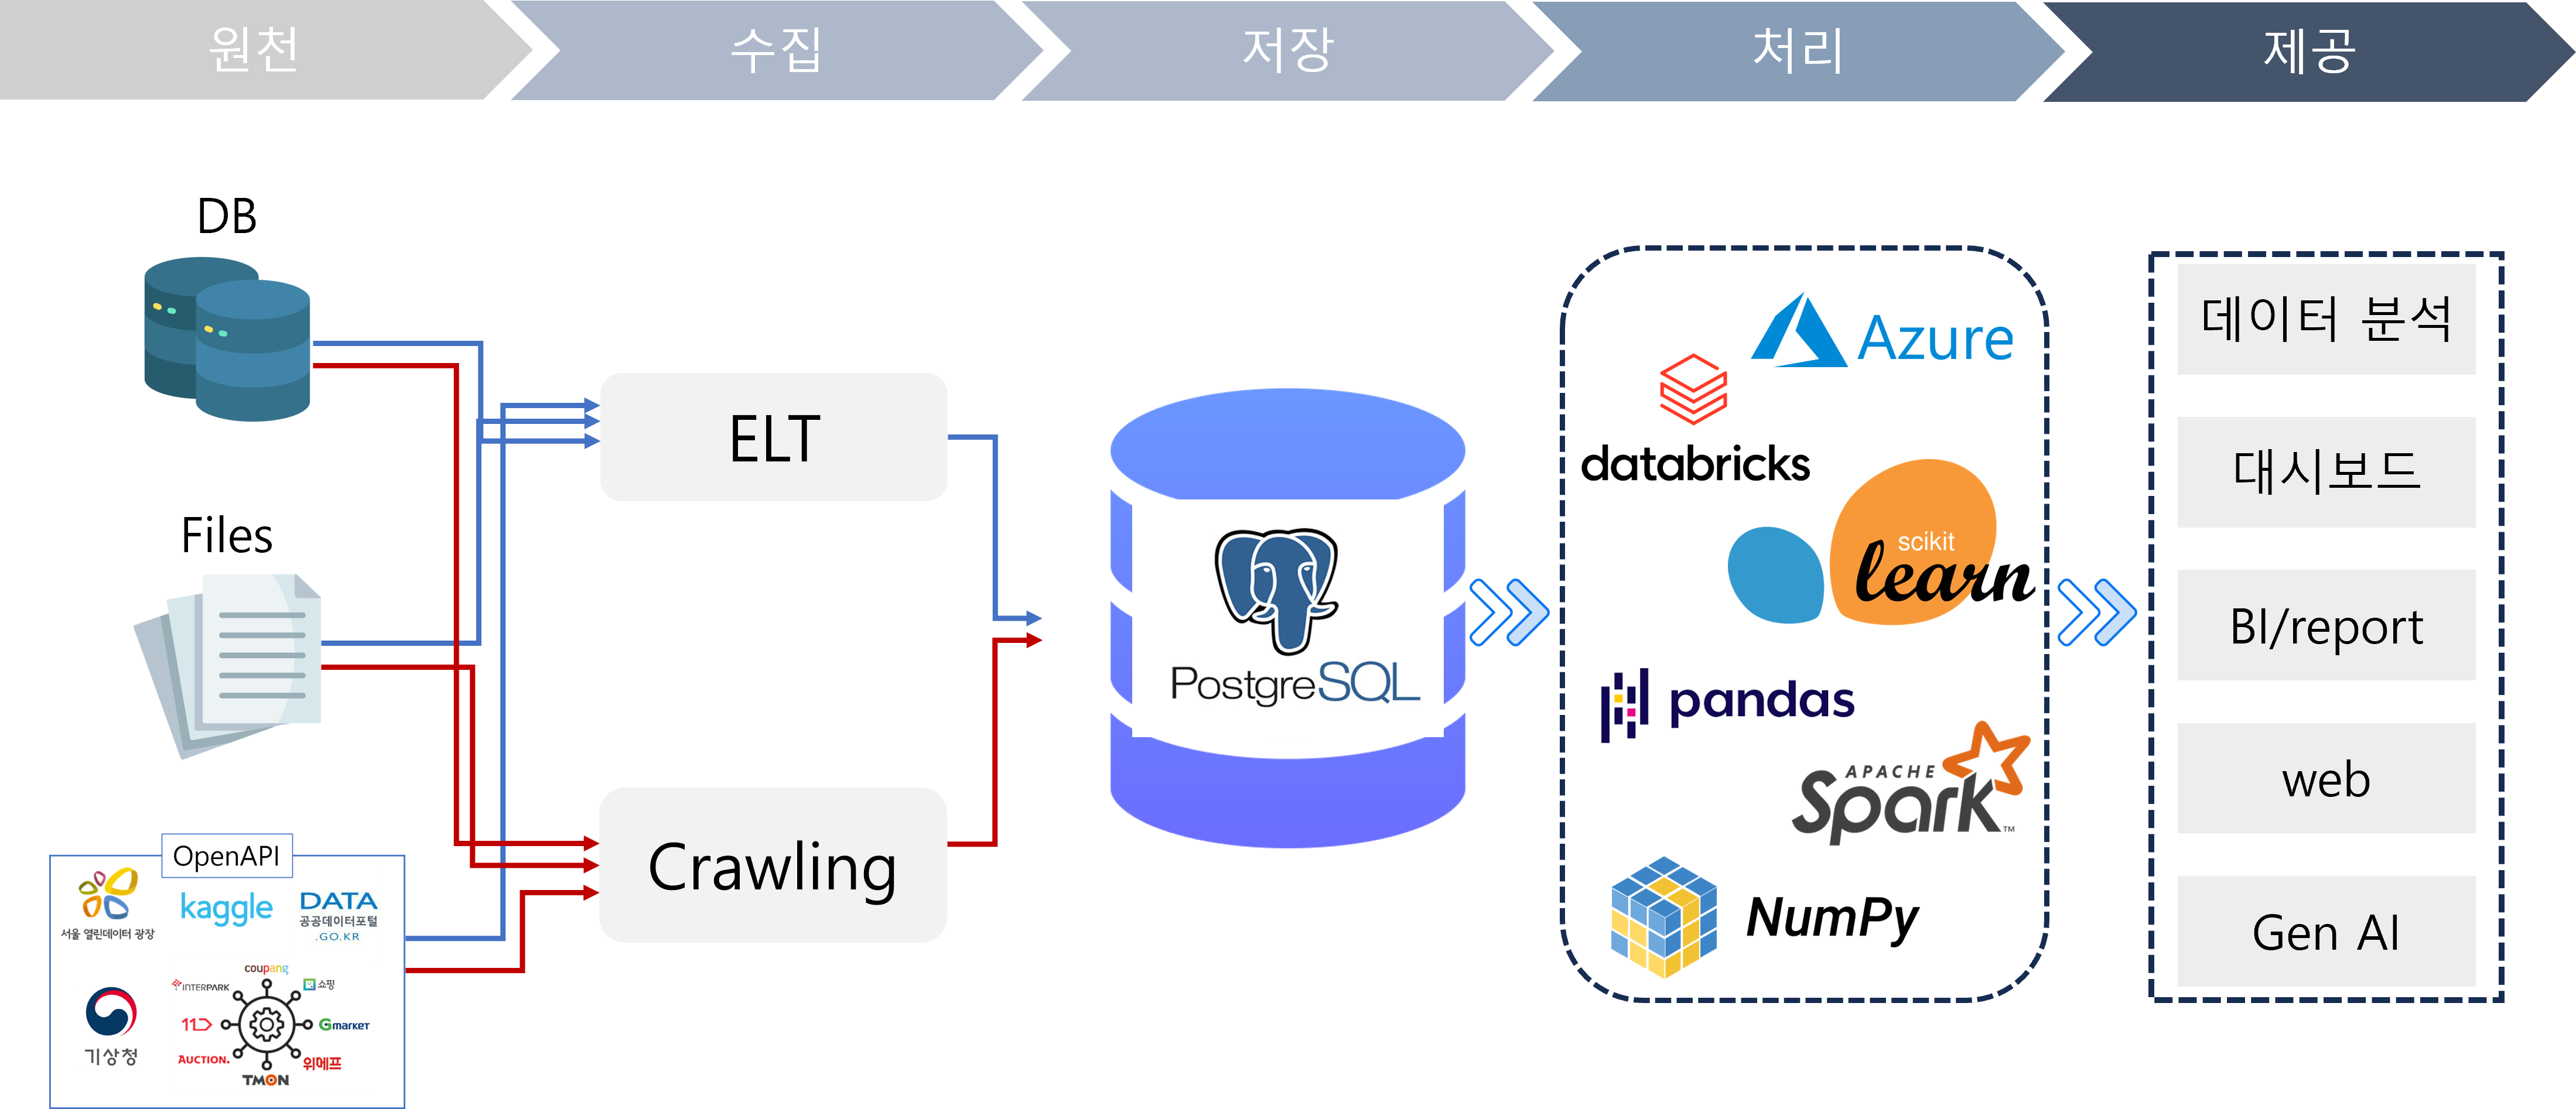 원천
수집
저장
처리
제공
DB
Files
OpenAPI
서울 열린데이터 광장
kaggle
DATA
공공데이터포털
.GO.KR
기상청
coupang
INTERPARK
쇼핑
11
Gmarket
AUCTION.
위메프
TMON
ELT
Crawling
PostgreSQL
Azure
databricks
scikit
learn
pandas
APACHE
Spark™
NumPy
데이터 분석
대시보드
BI/report
web
Gen AI